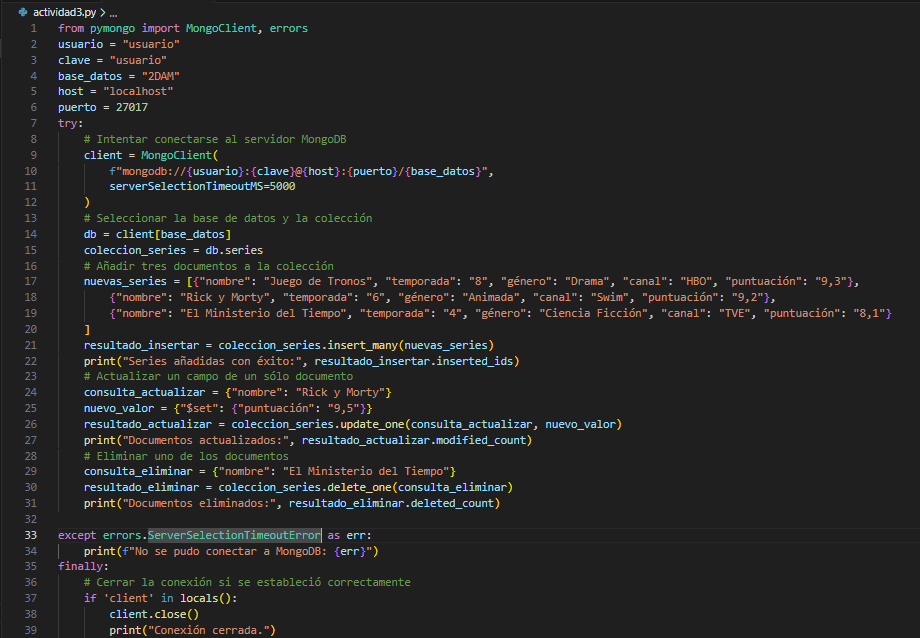 actividad3.py > ...
1 from pymongo import MongoClient, errors
2 usuario = "usuario"
3 clave = "usuario"
4 base_datos = "2DAM"
5 host = "localhost"
6 puerto = 27017
7 try:
8     # Intentar conectarse al servidor MongoDB
9     client = MongoClient(
10         f"mongodb://{usuario}:{clave}@{host}:{puerto}/{base_datos}",
11         serverSelectionTimeoutMS=5000
12     )
13     # Seleccionar la base de datos y la colección
14     db = client[base_datos]
15     coleccion_series = db.series
16     # Añadir tres documentos a la colección
17     nuevas_series = [{"nombre": "Juego de Tronos", "temporada": "8", "género": "Drama", "canal": "HBO", "puntuación": "9,3"},
18         {"nombre": "Rick y Morty", "temporada": "6", "género": "Animada", "canal": "Swim", "puntuación": "9,2"},
19         {"nombre": "El Ministerio del Tiempo", "temporada": "4", "género": "Ciencia Ficción", "canal": "TVE", "puntuación": "8,1"}
20     ]
21     resultado_insertar = coleccion_series.insert_many(nuevas_series)
22     print("Series añadidas con éxito:", resultado_insertar.inserted_ids)
23     # Actualizar un campo de un sólo documento
24     consulta_actualizar = {"nombre": "Rick y Morty"}
25     nuevo_valor = {"$set": {"puntuación": "9,5"}}
26     resultado_actualizar = coleccion_series.update_one(consulta_actualizar, nuevo_valor)
27     print("Documentos actualizados:", resultado_actualizar.modified_count)
28     # Eliminar uno de los documentos
29     consulta_eliminar = {"nombre": "El Ministerio del Tiempo"}
30     resultado_eliminar = coleccion_series.delete_one(consulta_eliminar)
31     print("Documentos eliminados:", resultado_eliminar.deleted_count)
32
33 except errors.ServerSelectionTimeoutError as err:
34     print(f"No se pudo conectar a MongoDB: {err}")
35 finally:
36     # Cerrar la conexión si se estableció correctamente
37     if 'client' in locals():
38         client.close()
39         print("Conexión cerrada.")